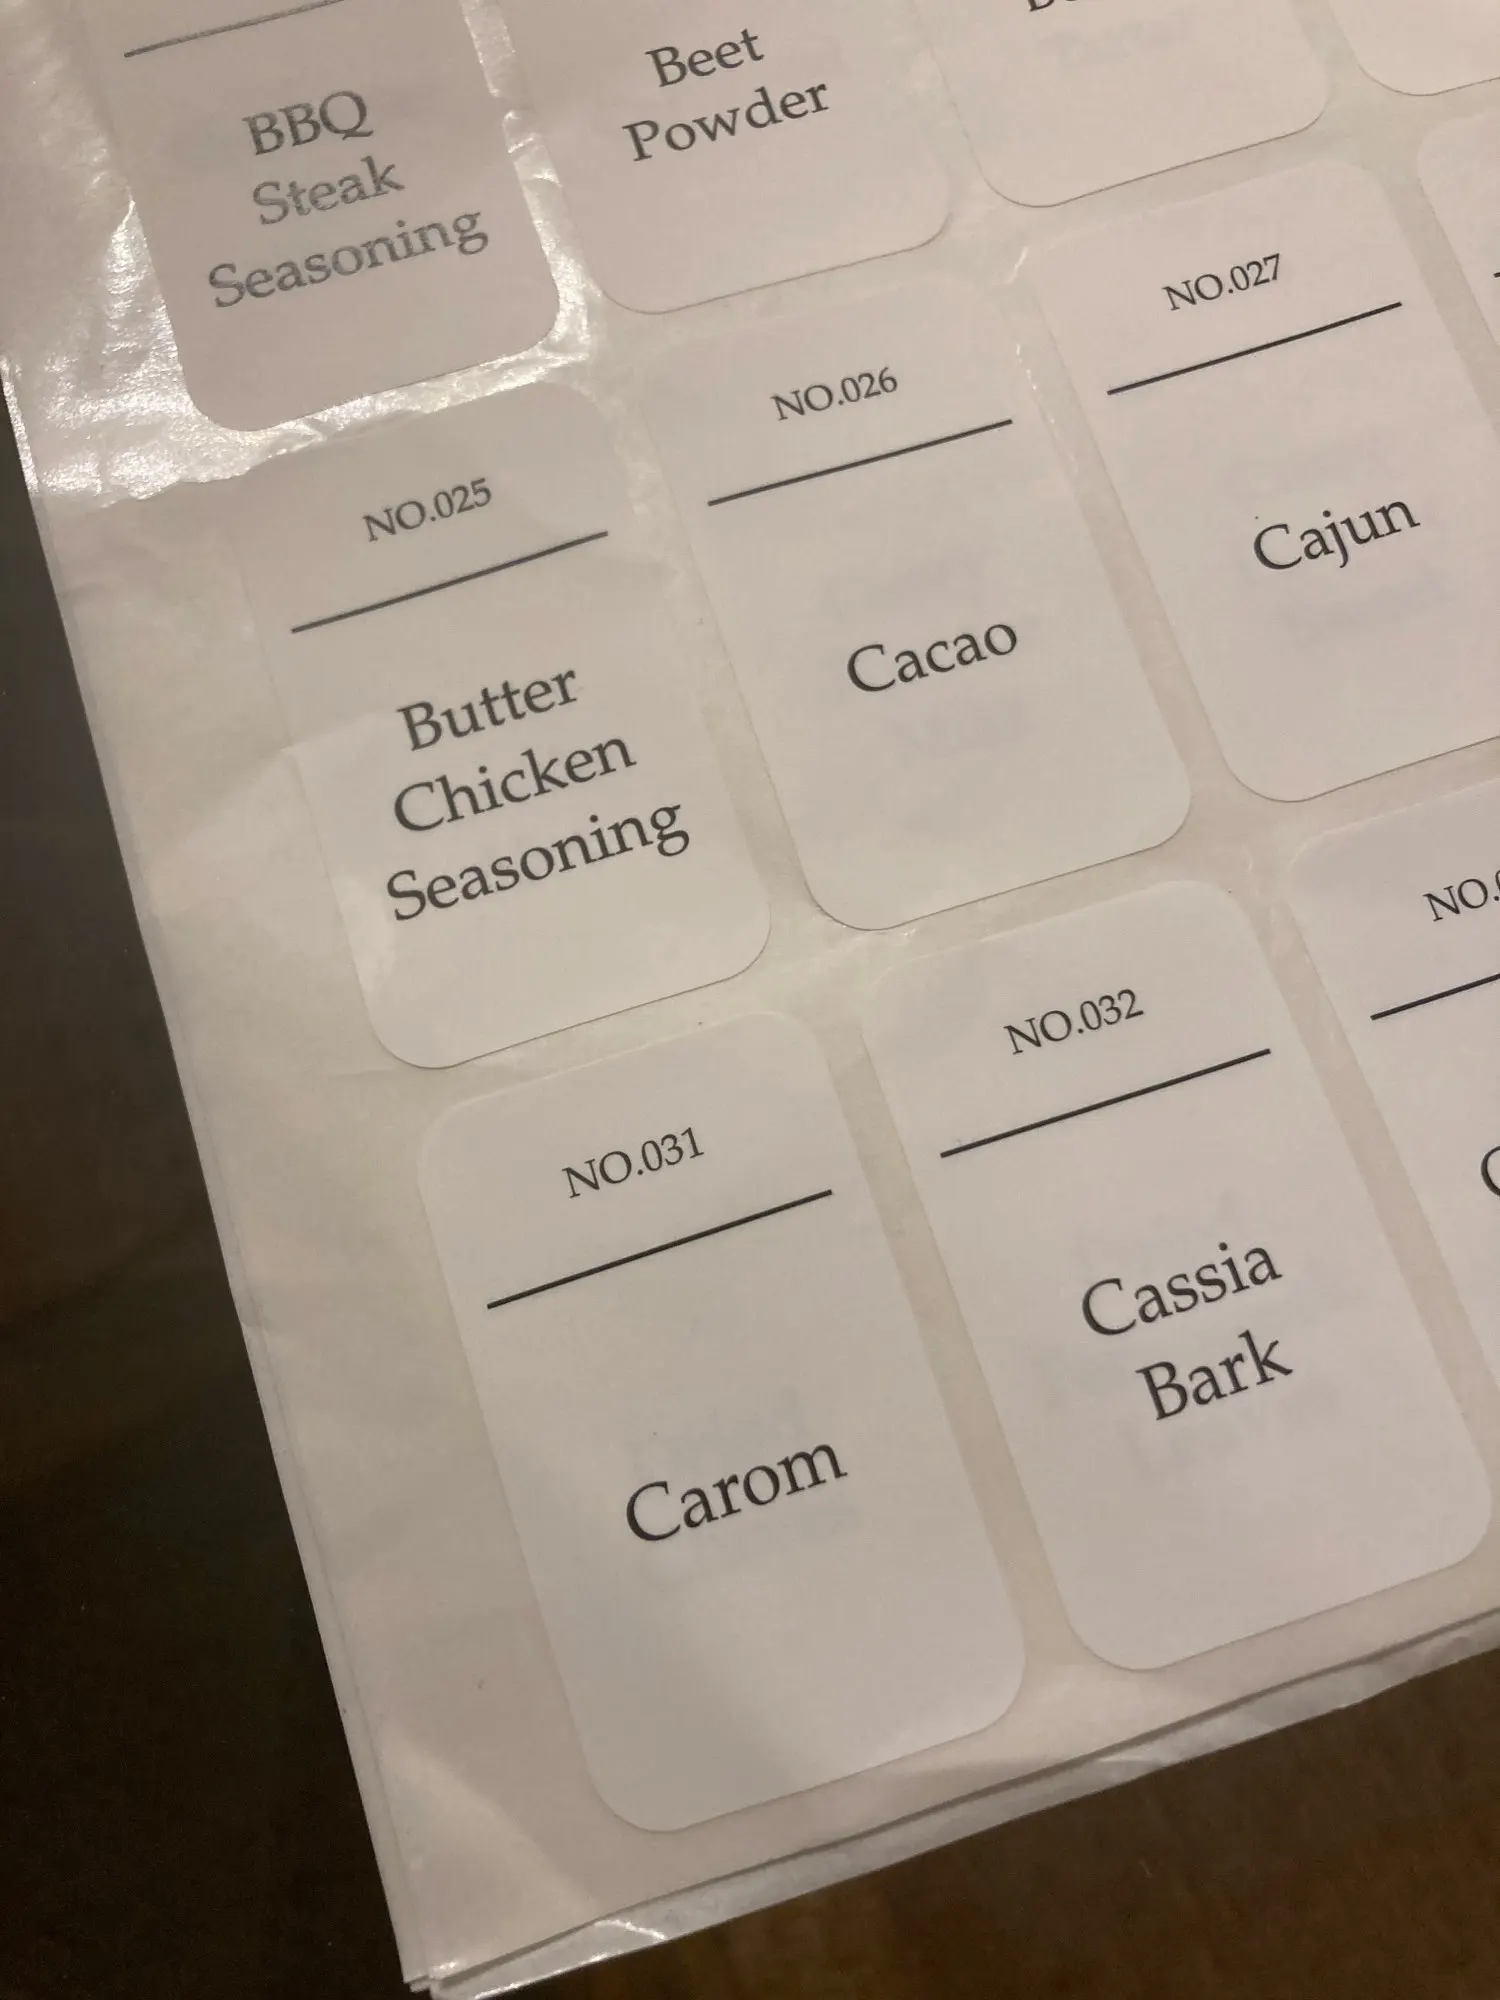 BBQ
Steak
Seasoning
Beet
Powder
NO.025
Butter
Chicken
Seasoning
NO.026
Cacao
NO.027
Cajun
NO.031
Carom
NO.032
Cassia
Bark